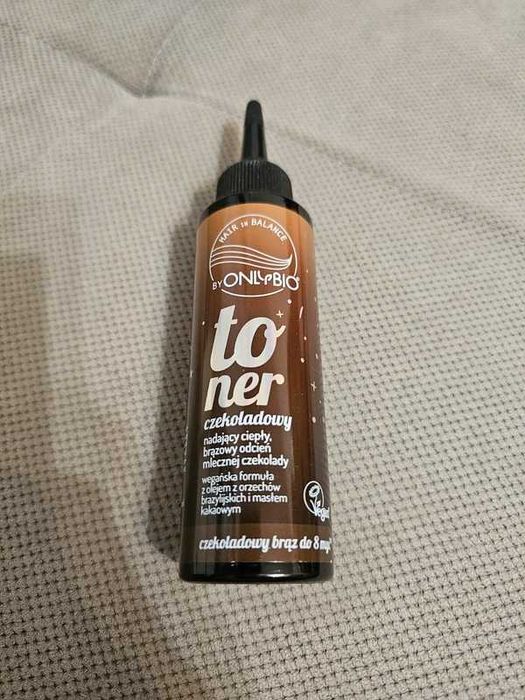 HAIR IN BALANCE
BY ONLYBIO
to
ner
czekoladowy
nadający ciepły,
brązowy odcień
mlecznej czekolady
wegańska formuła
z olejem z orzechów
brazylijskich i masłem
kakaowym
Vegan
czekoladowy brąz do 8 myć